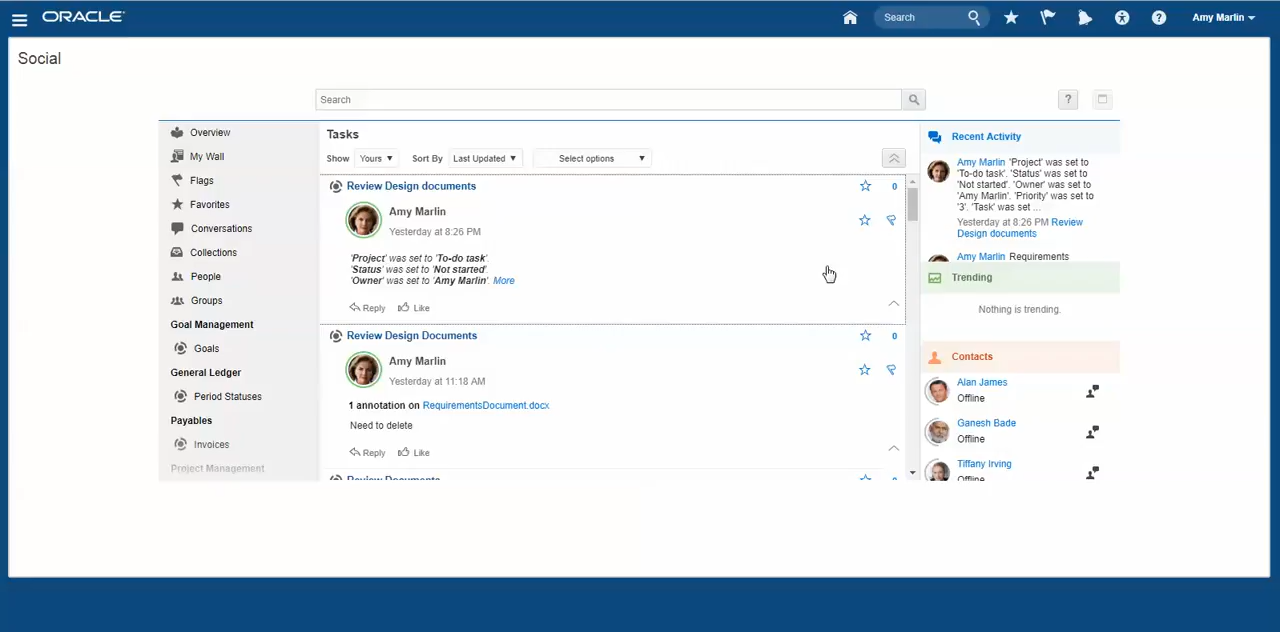 ORACLE
Search
Amy Marlin
Social
Search
?
Overview
My Wall
Flags
Favorites
Conversations
Collections
People
Groups
Goal Management
Goals
General Ledger
Period Statuses
Payables
Invoices
Project Management
Tasks
Show Yours Sort By Last Updated Select options
Review Design documents 0
Amy Marlin
Yesterday at 8:26 PM
'Project' was set to 'To-do task'.
'Status' was set to 'Not started'.
'Owner' was set to 'Amy Marlin'. More
Reply Like
Review Design Documents 0
Amy Marlin
Yesterday at 11:18 AM
1 annotation on RequirementsDocument.docx
Need to delete
Reply Like
Review Documents 0
Recent Activity
Amy Marlin 'Project' was set to
'To-do task'. 'Status' was set to
'Not started'. 'Owner' was set to
'Amy Marlin'. 'Priority' was set to
'3'. 'Task' was set ...
Yesterday at 8:26 PM Review
Design documents
Amy Marlin Requirements
Trending
Nothing is trending.
Contacts
Alan James
Offline
Ganesh Bade
Offline
Tiffany Irving
Offline